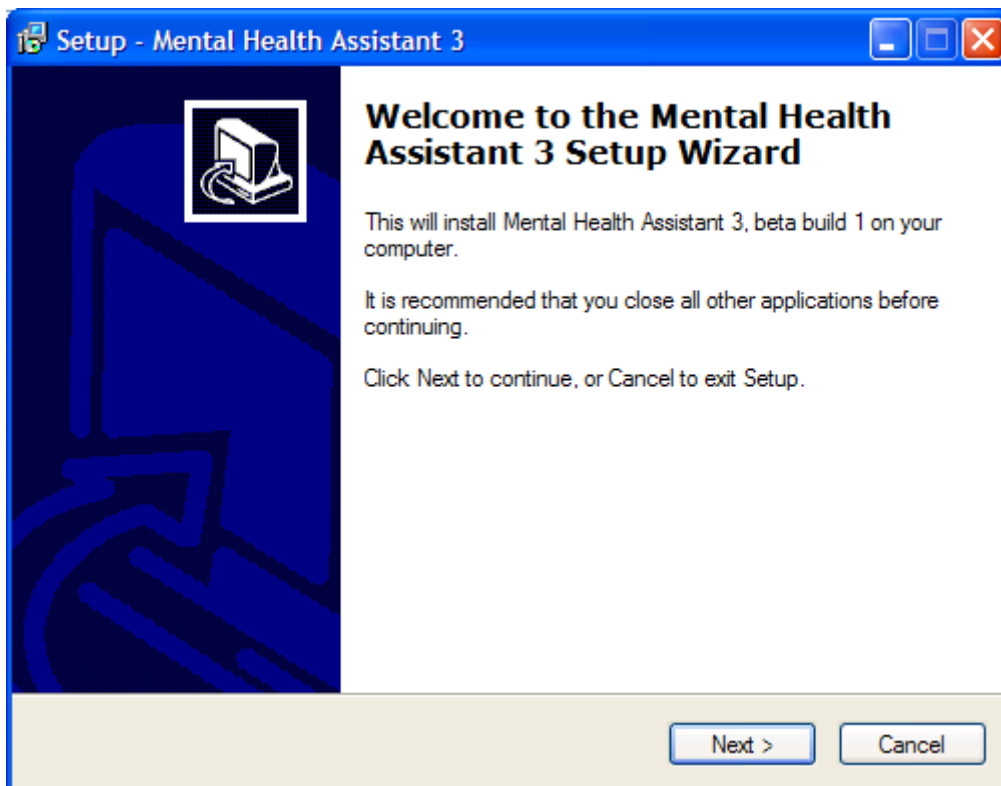 Setup - Mental Health Assistant 3
Welcome to the Mental Health
Assistant 3 Setup Wizard
This will install Mental Health Assistant 3, beta build 1 on your
computer.
It is recommended that you close all other applications before
continuing.
Click Next to continue, or Cancel to exit Setup.
Next >
Cancel